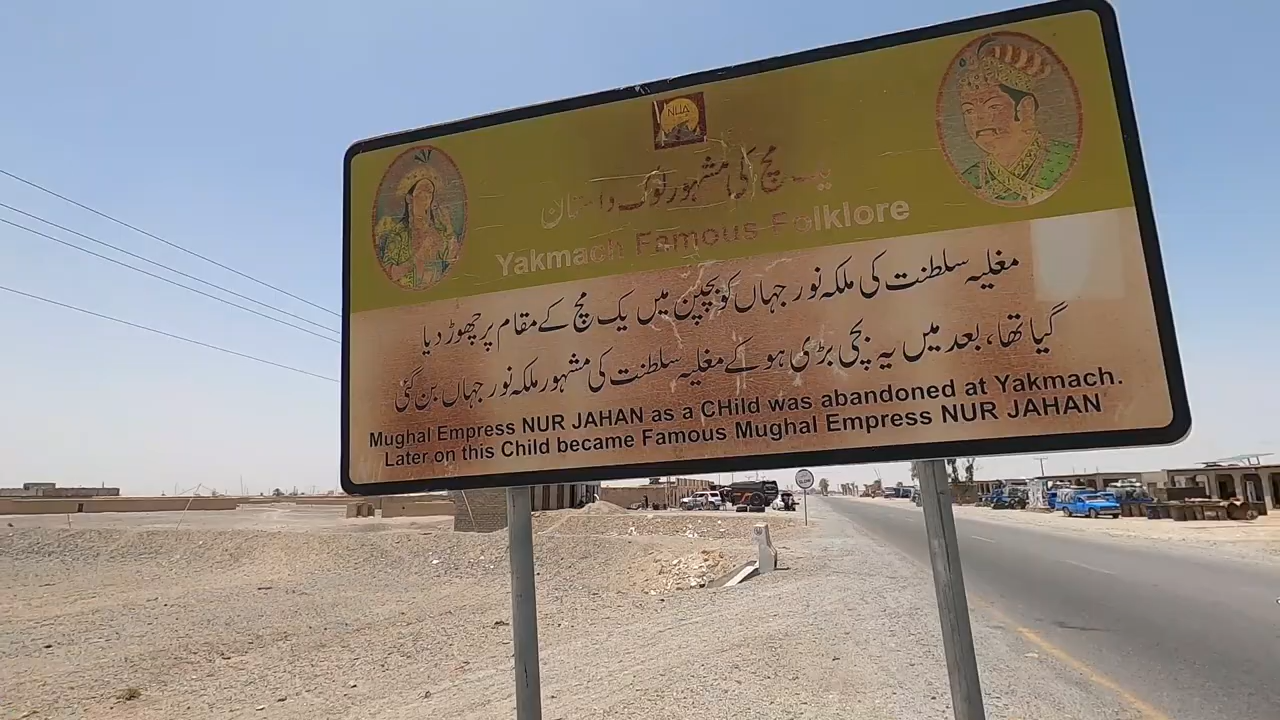 NUA
یک مچ کی مشہور لوک داستان
Yakmach Famous Folklore
مغلیہ سلطنت کی ملکہ نور جہاں کو بچپن میں یک مچ کے مقام پر چھوڑ دیا
گیا تھا، بعد میں یہ بچی بڑی ہو کے مغلیہ سلطنت کی مشہور ملکہ نور جہاں بن گئی
Mughal Empress NUR JAHAN as a CHild was abandoned at Yakmach.
Later on this Child became Famous Mughal Empress NUR JAHAN